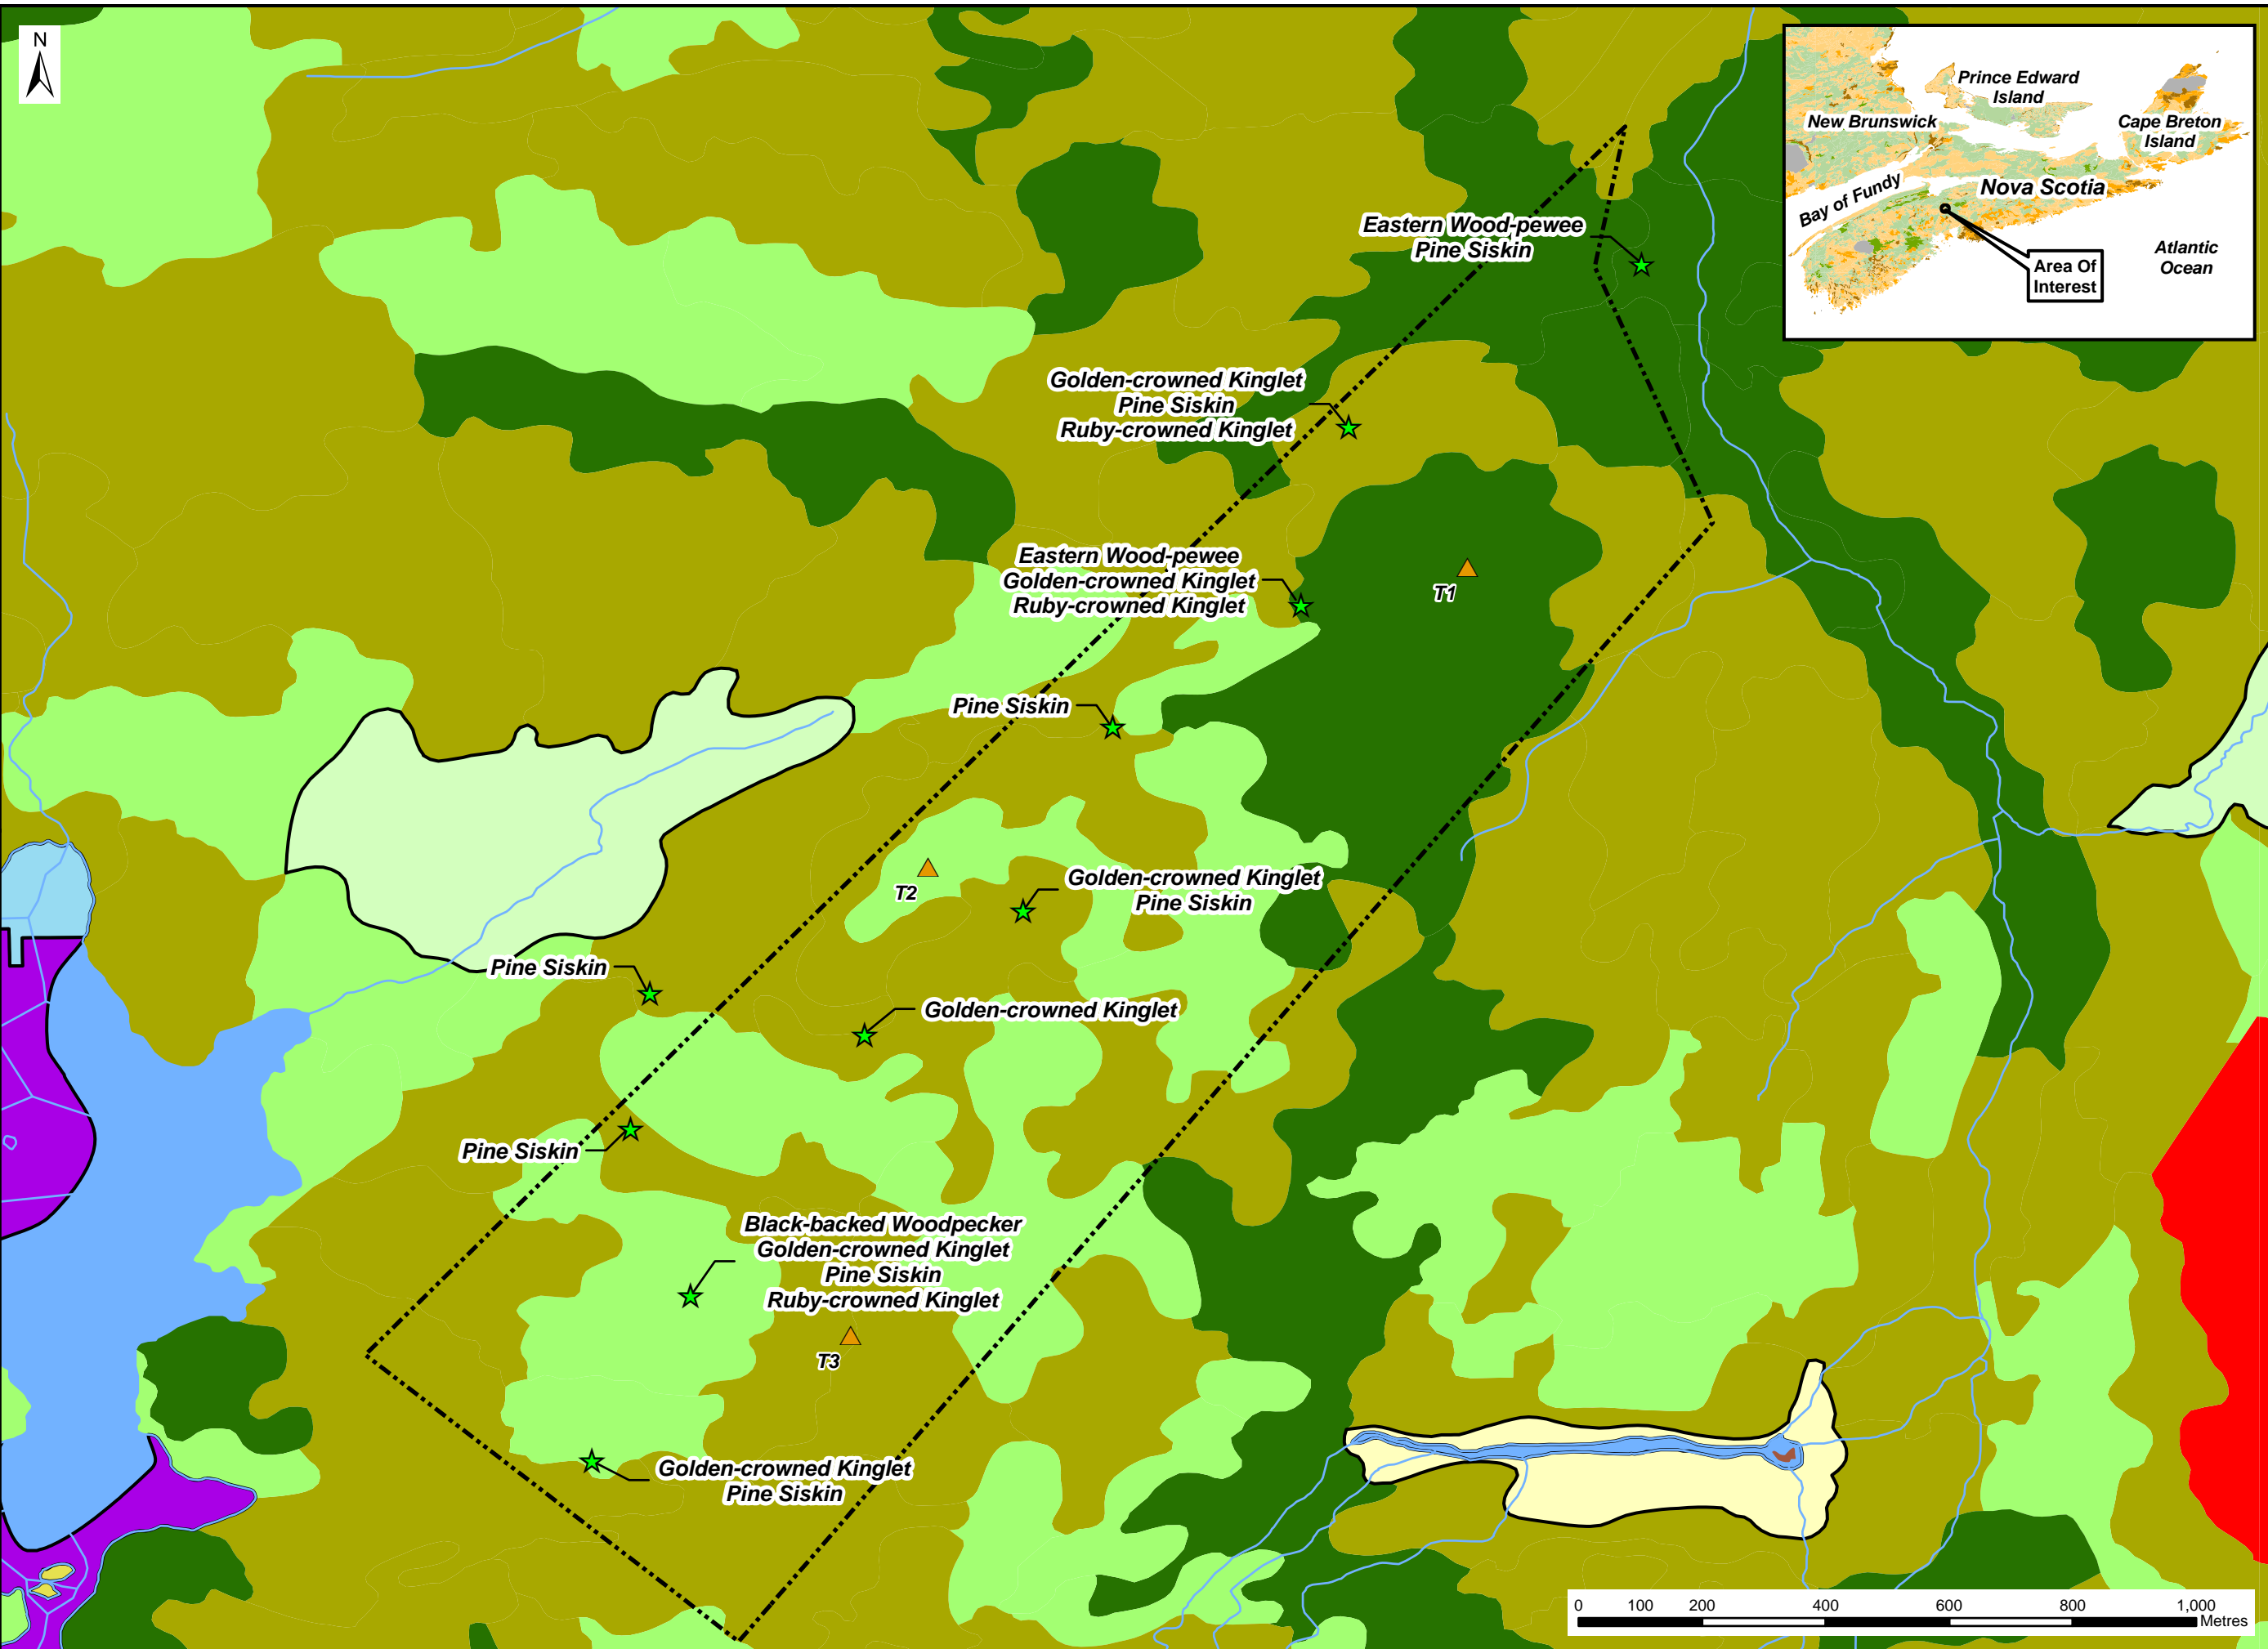 N
Prince Edward
Island
New Brunswick
Cape Breton
Island
Bay of Fundy
Nova Scotia
Atlantic
Ocean
Area Of
Interest
Eastern Wood-pewee
Pine Siskin
Golden-crowned Kinglet
Pine Siskin
Ruby-crowned Kinglet
Eastern Wood-pewee
Golden-crowned Kinglet
Ruby-crowned Kinglet
T1
Pine Siskin
T2
Golden-crowned Kinglet
Pine Siskin
Pine Siskin
Golden-crowned Kinglet
Pine Siskin
Black-backed Woodpecker
Golden-crowned Kinglet
Pine Siskin
Ruby-crowned Kinglet
T3
Golden-crowned Kinglet
Pine Siskin
0 100 200 400 600 800 1,000
Metres